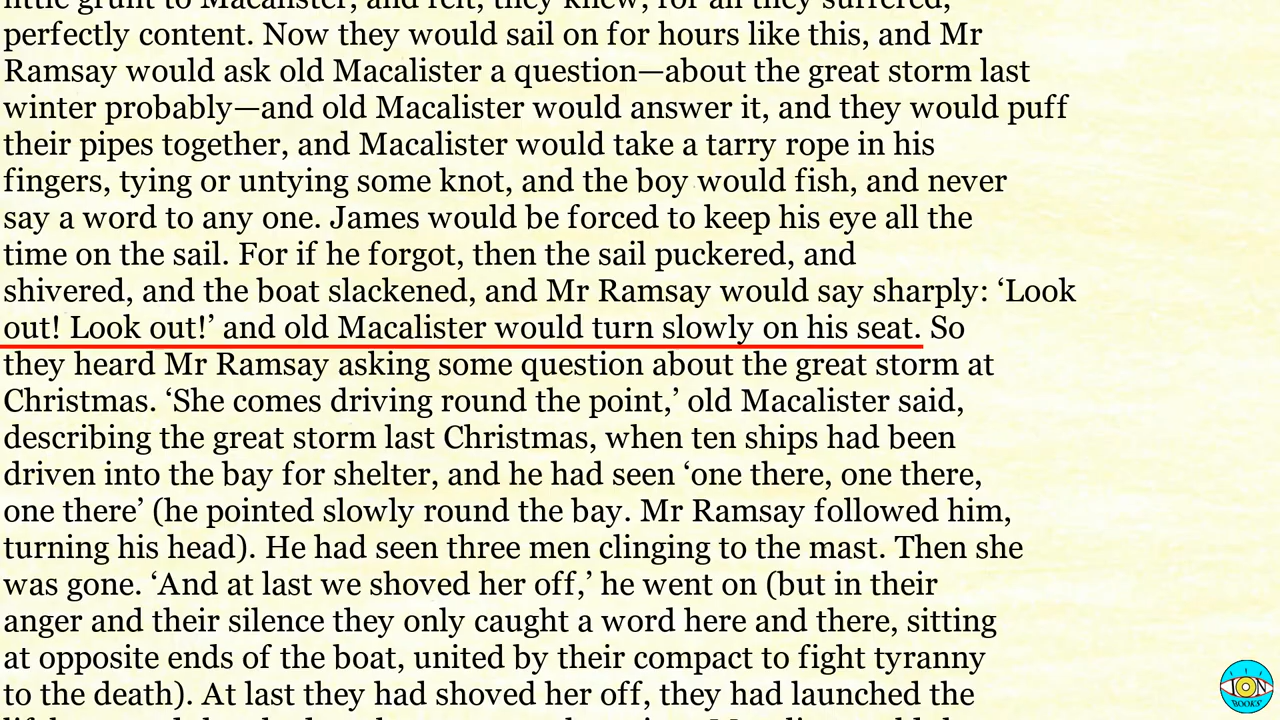 little grunt to Macalister, and felt, they knew, for all they suffered,
perfectly content. Now they would sail on for hours like this, and Mr
Ramsay would ask old Macalister a question—about the great storm last
winter probably—and old Macalister would answer it, and they would puff
their pipes together, and Macalister would take a tarry rope in his
fingers, tying or untying some knot, and the boy would fish, and never
say a word to any one. James would be forced to keep his eye all the
time on the sail. For if he forgot, then the sail puckered, and
shivered, and the boat slackened, and Mr Ramsay would say sharply: ‘Look
out! Look out!’ and old Macalister would turn slowly on his seat. So
they heard Mr Ramsay asking some question about the great storm at
Christmas. ‘She comes driving round the point,’ old Macalister said,
describing the great storm last Christmas, when ten ships had been
driven into the bay for shelter, and he had seen ‘one there, one there,
one there’ (he pointed slowly round the bay. Mr Ramsay followed him,
turning his head). He had seen three men clinging to the mast. Then she
was gone. ‘And at last we shoved her off,’ he went on (but in their
anger and their silence they only caught a word here and there, sitting
at opposite ends of the boat, united by their compact to fight tyranny
to the death). At last they had shoved her off, they had launched the
ION
BOOKS